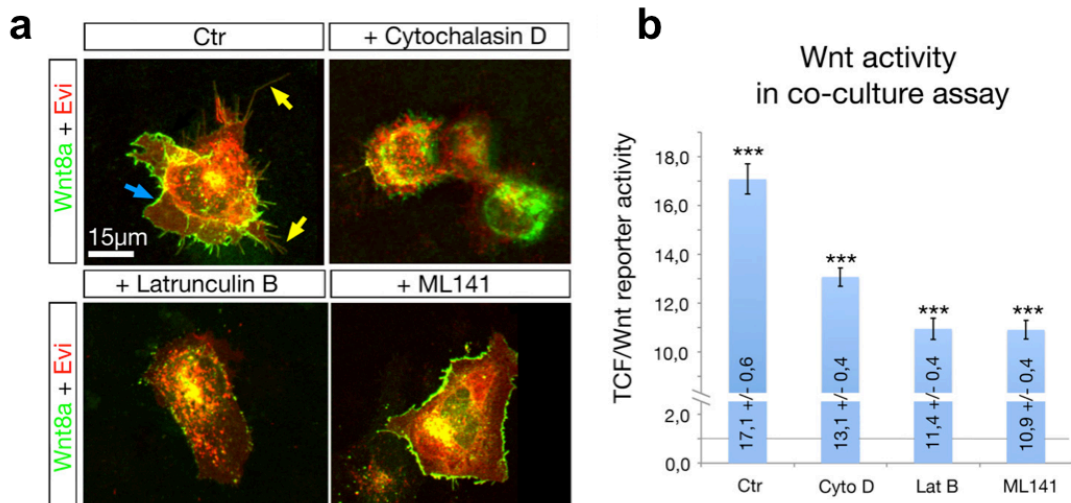 a
Ctr
+ Cytochalasin D
Wnt8a + Evi
15µm
+ Latrunculin B
+ ML141
Wnt8a + Evi
b
Wnt activity
in co-culture assay
TCF/Wnt reporter activity
18,0
16,0
14,0
12,0
10,0
2,0
0,0
***
***
***
***
17,1 +/- 0,6
13,1 +/- 0,4
11,4 +/- 0,4
10,9 +/- 0,4
Ctr
Cyto D
Lat B
ML141